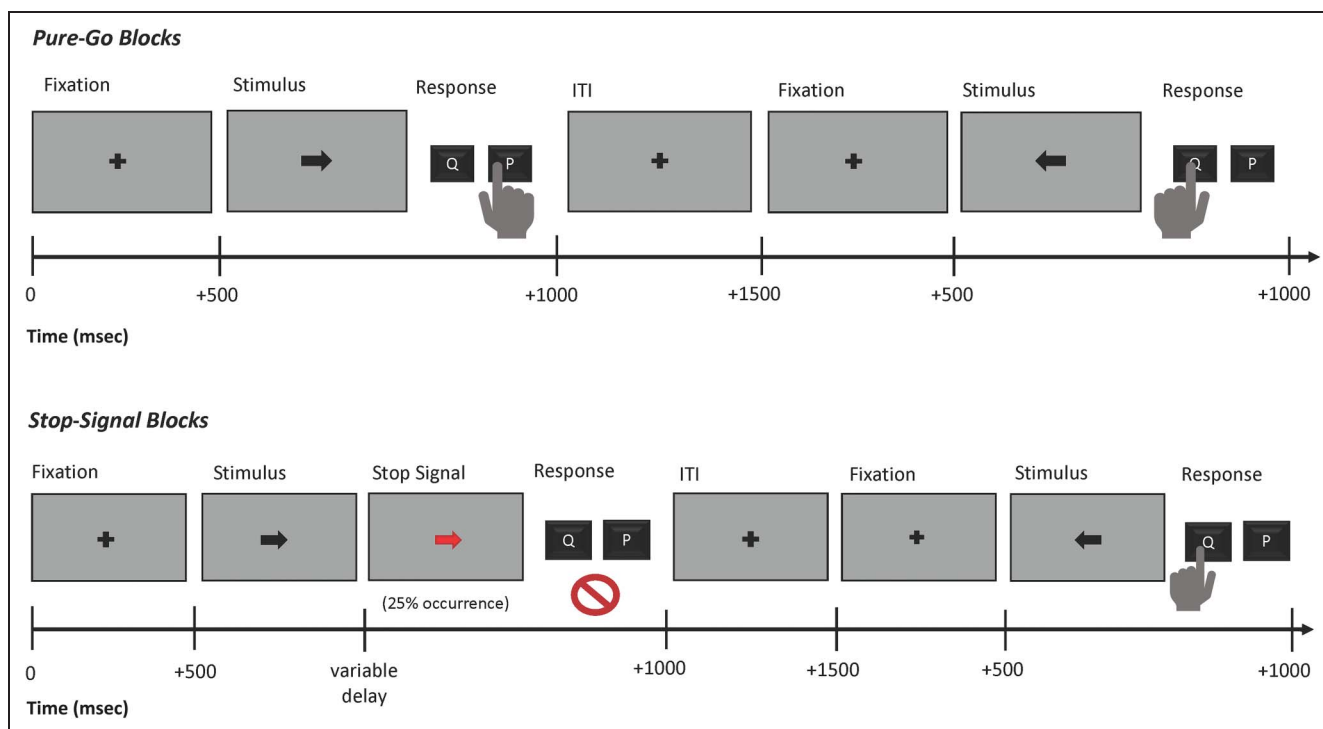 Pure-Go Blocks
Fixation
Stimulus
Response
ITI
Fixation
Stimulus
Response
Q
P
Q
P
0
+500
+1000
+1500
+500
+1000
Time (msec)
Stop-Signal Blocks
Fixation
Stimulus
Stop Signal
Response
ITI
Fixation
Stimulus
Response
Q
P
Q
P
(25% occurrence)
0
+500
variable
delay
+1000
+1500
+500
+1000
Time (msec)